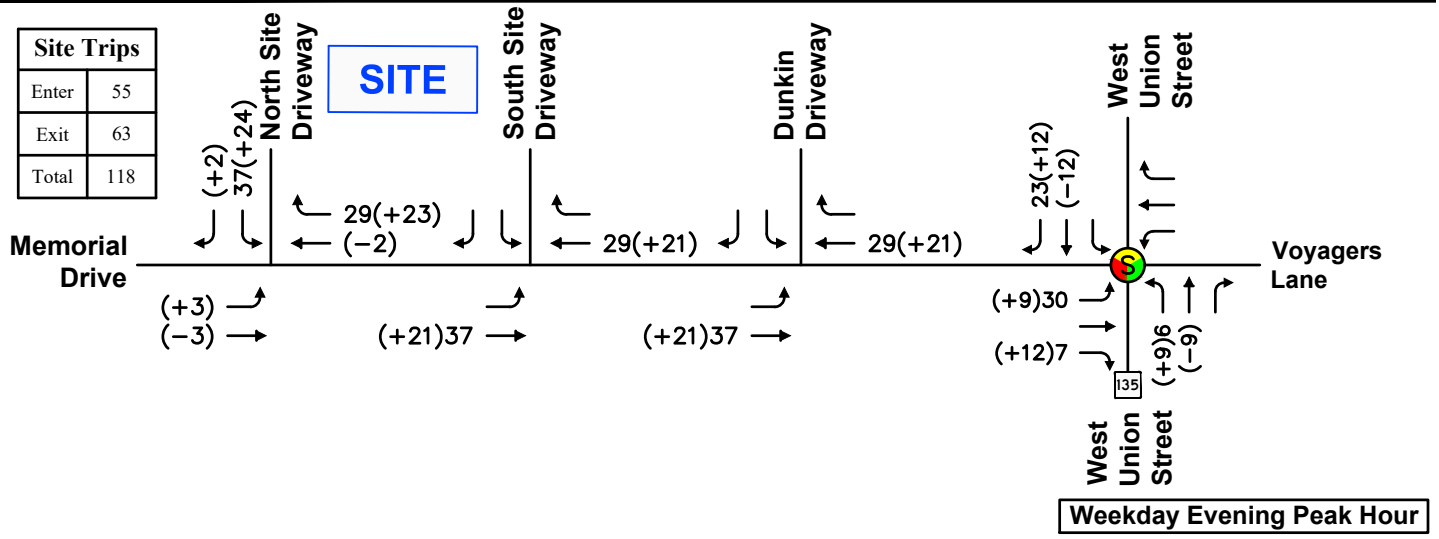 Site Trips
Enter 55
Exit 63
Total 118
North Site
Driveway
SITE
South Site
Driveway
Dunkin
Driveway
West
Union
Street
(+2)
37(+24)
29(+23)
(-2)
29(+21)
29(+21)
23(+12)
(-12)
Memorial
Drive
S
Voyagers
Lane
(+3)
(-3)
(+21)37
(+21)37
(+9)30
(+12)7
(+9)6
(-9)
135
West
Union
Street
Weekday Evening Peak Hour